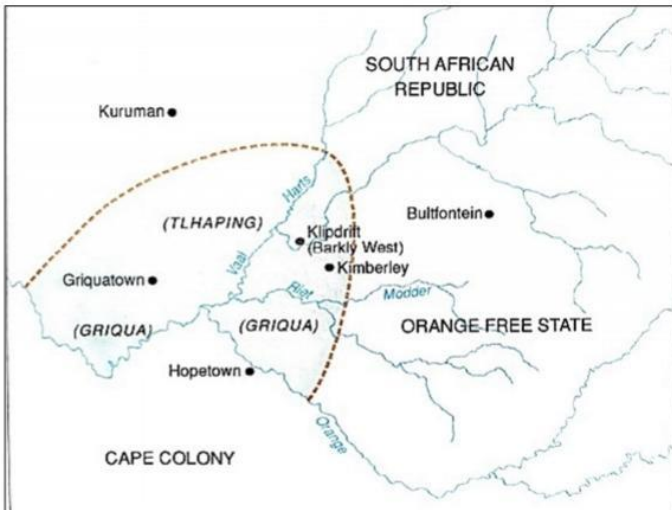 SOUTH AFRICAN
REPUBLIC
Kuruman
Harts
(TLHAPING)
Bultfontein
Klipdrift
(Barkly West)
Vaal
Kimberley
Griquatown
Riet
Modder
(GRIQUA)
(GRIQUA)
ORANGE FREE STATE
Hopetown
Orange
CAPE COLONY